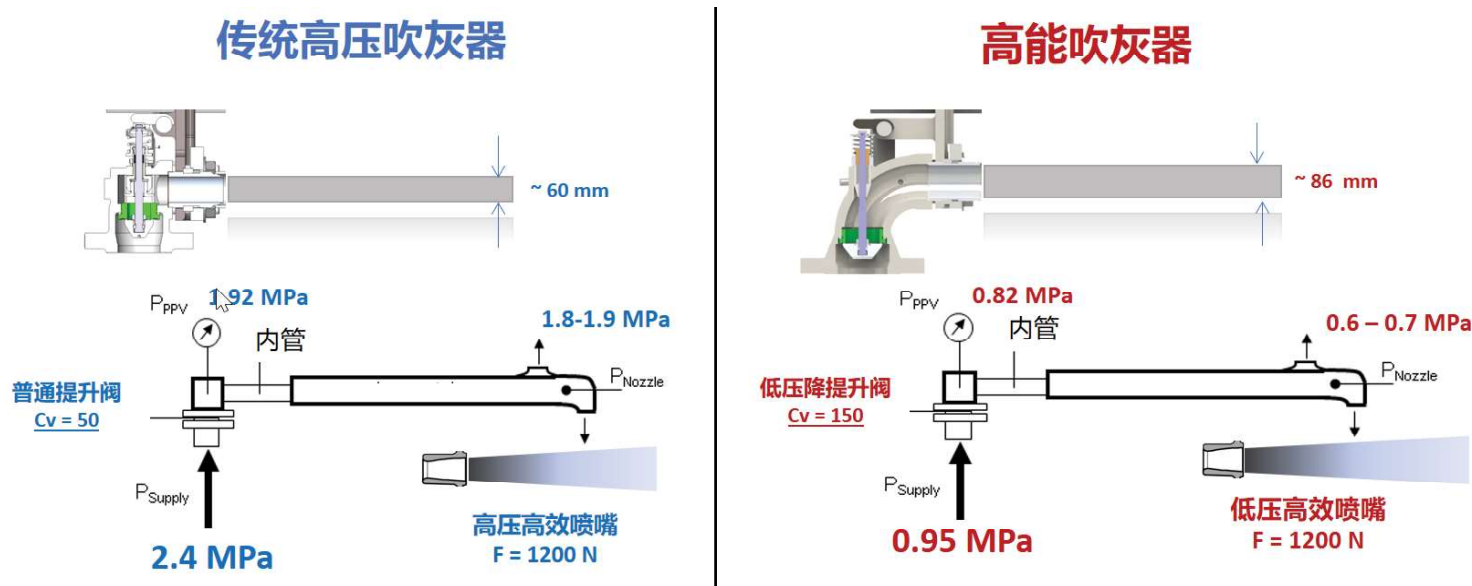 传统高压吹灰器
~ 60 mm
PPPV
1.92 MPa
内管
1.8-1.9 MPa
PNozzle
普通提升阀
Cv = 50
PSupply
2.4 MPa
高压高效喷嘴
F = 1200 N
高能吹灰器
~ 86 mm
PPPV
0.82 MPa
内管
0.6 – 0.7 MPa
PNozzle
低压降提升阀
Cv = 150
PSupply
0.95 MPa
低压高效喷嘴
F = 1200 N